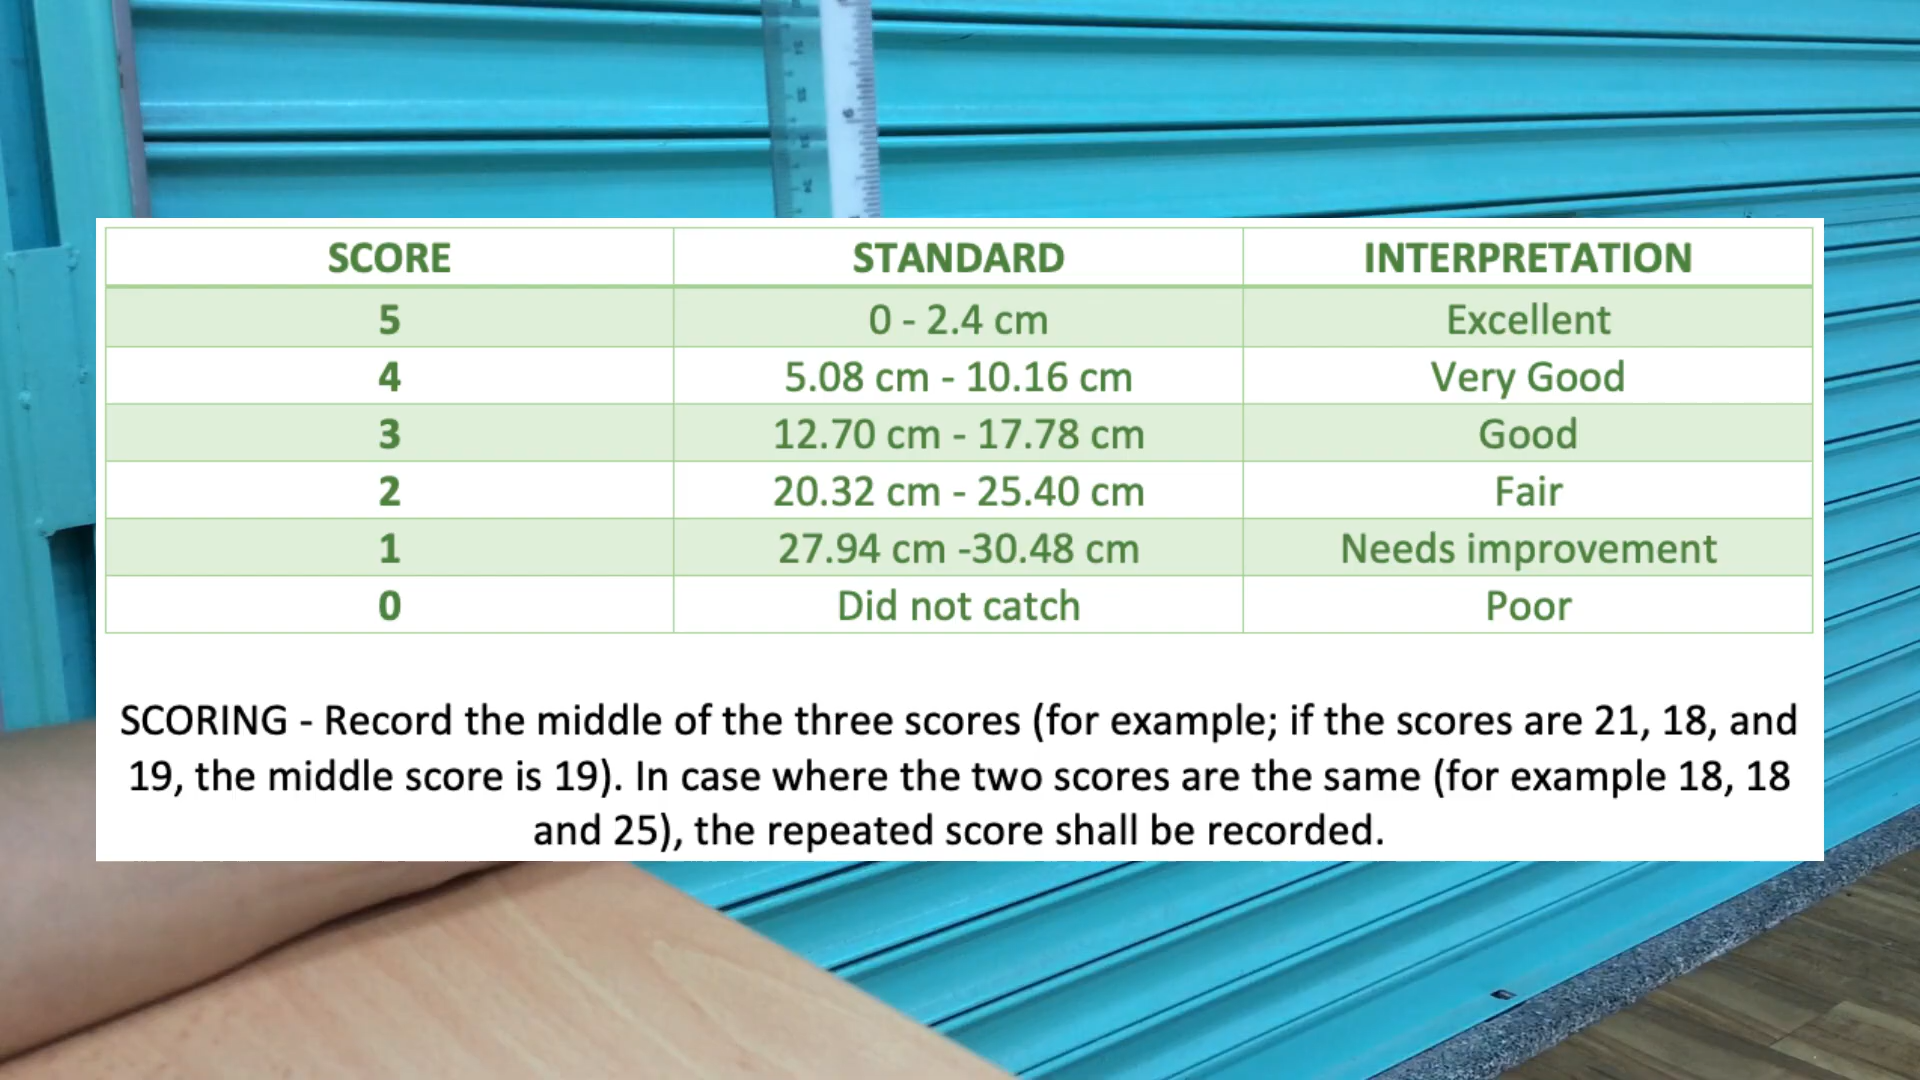 SCORE STANDARD INTERPRETATION
5 0 - 2.4 cm Excellent
4 5.08 cm - 10.16 cm Very Good
3 12.70 cm - 17.78 cm Good
2 20.32 cm - 25.40 cm Fair
1 27.94 cm -30.48 cm Needs improvement
0 Did not catch Poor
SCORING - Record the middle of the three scores (for example; if the scores are 21, 18, and
19, the middle score is 19). In case where the two scores are the same (for example 18, 18
and 25), the repeated score shall be recorded.